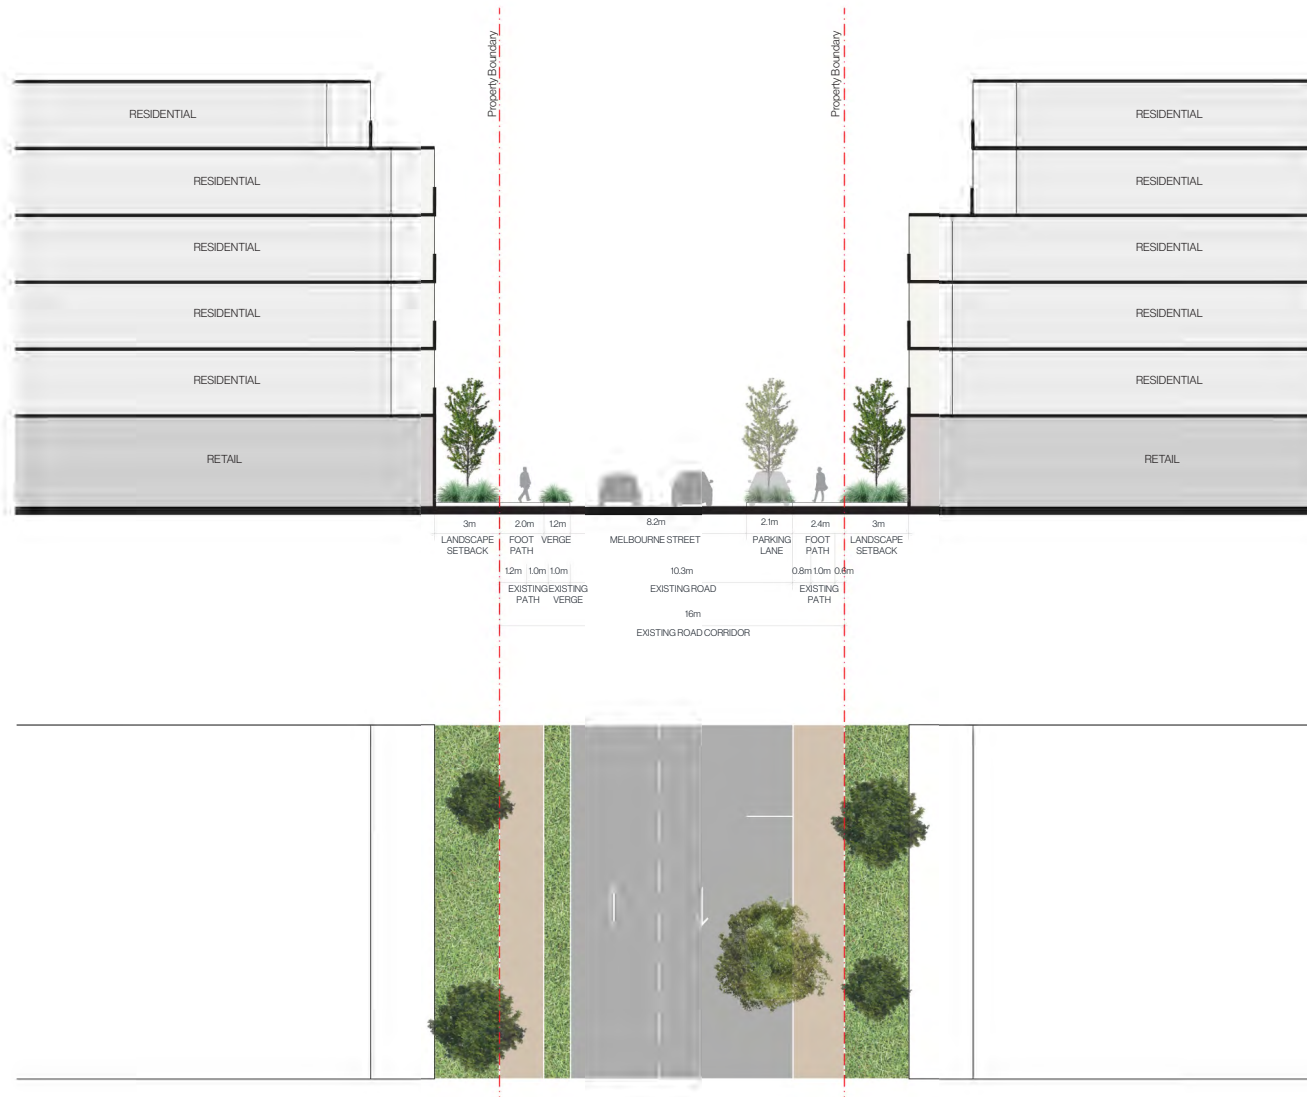 Property Boundary
Property Boundary
RESIDENTIAL
RESIDENTIAL
RESIDENTIAL
RESIDENTIAL
RESIDENTIAL
RESIDENTIAL
RESIDENTIAL
RESIDENTIAL
RESIDENTIAL
RESIDENTIAL
RETAIL
RETAIL
3m
2.0m
1.2m
8.2m
2.1m
2.4m
3m
LANDSCAPE
SETBACK
FOOT
PATH
VERGE
MELBOURNE STREET
PARKING
LANE
FOOT
PATH
LANDSCAPE
SETBACK
1.2m
1.0m
1.0m
10.3m
0.8m
1.0m
0.6m
EXISTING
PATH
EXISTING
VERGE
EXISTING ROAD
EXISTING
PATH
16m
EXISTING ROAD CORRIDOR